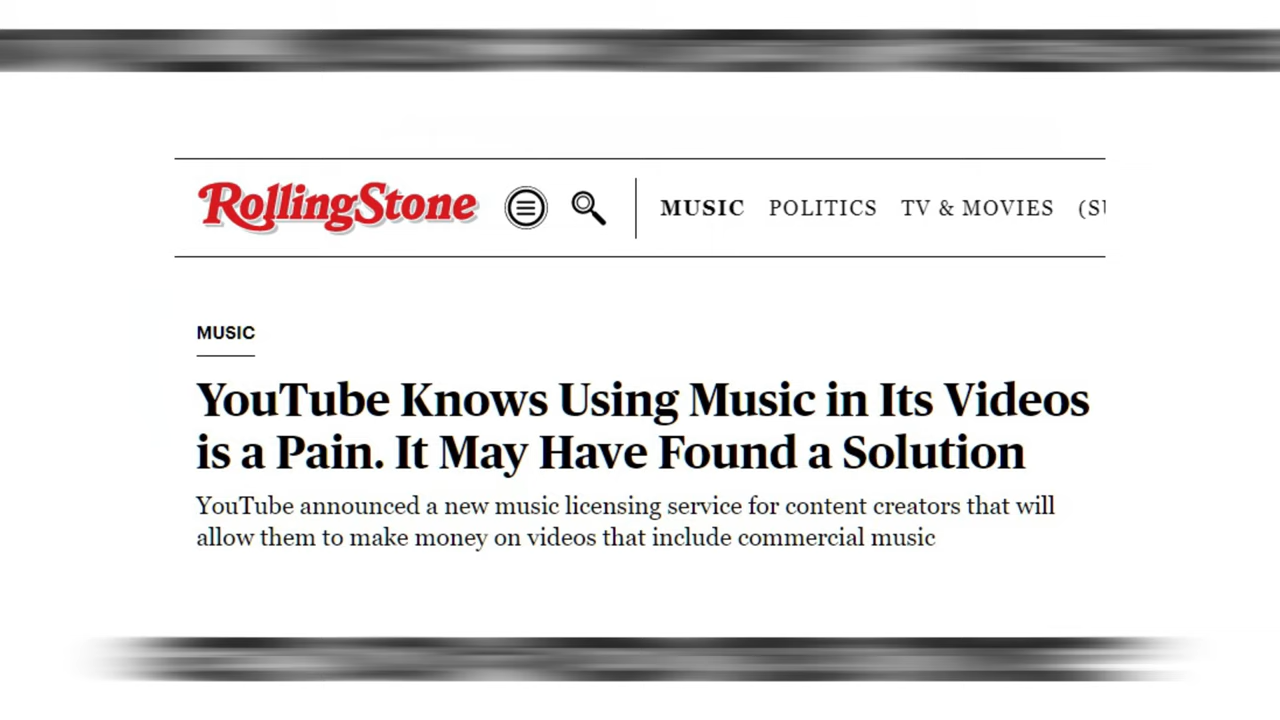 RollingStone MUSIC POLITICS TV & MOVIES (SU
MUSIC
YouTube Knows Using Music in Its Videos
is a Pain. It May Have Found a Solution
YouTube announced a new music licensing service for content creators that will
allow them to make money on videos that include commercial music